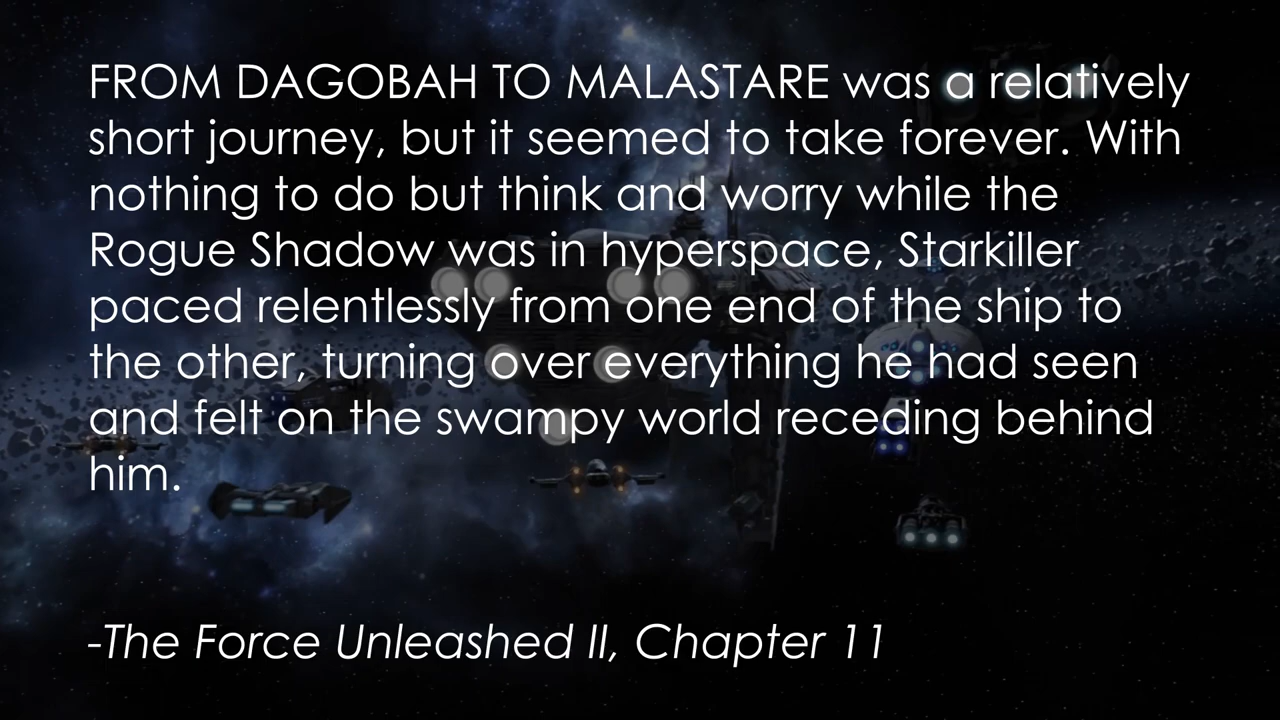 FROM DAGOBAH TO MALASTARE was a relatively
short journey, but it seemed to take forever. With
nothing to do but think and worry while the
Rogue Shadow was in hyperspace, Starkiller
paced relentlessly from one end of the ship to
the other, turning over everything he had seen
and felt on the swampy world receding behind
him.
-The Force Unleashed II, Chapter 11